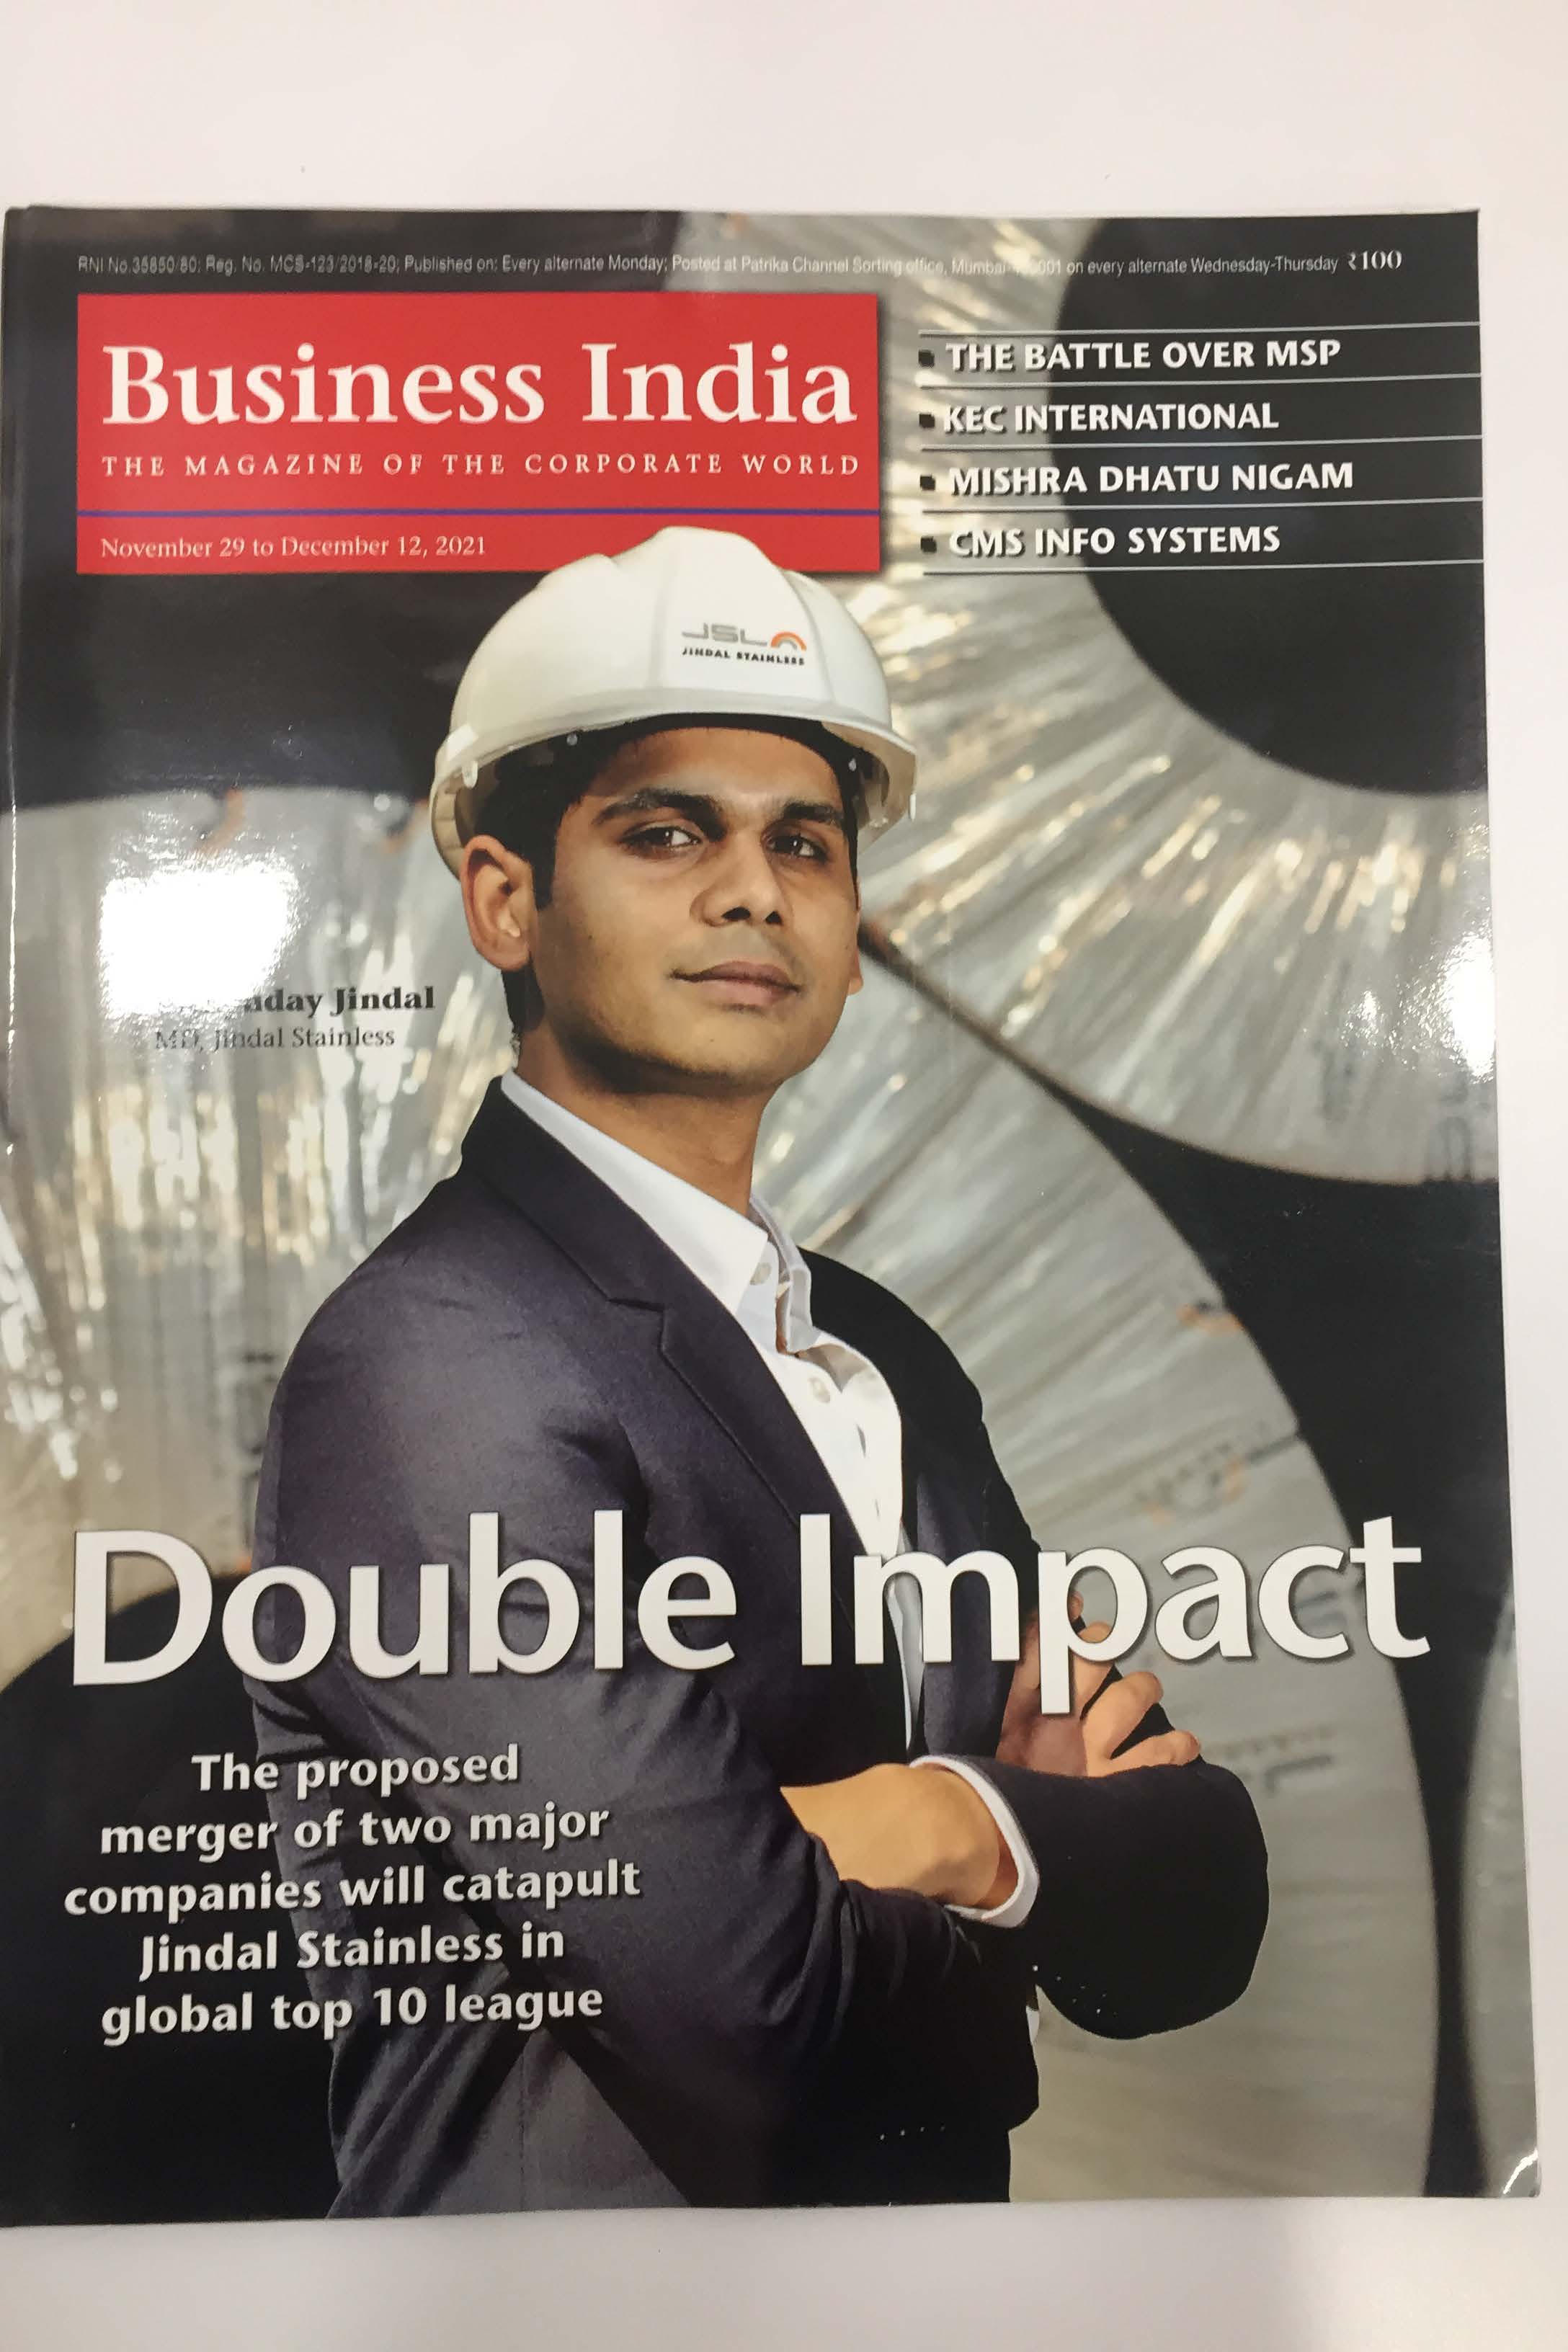 RNI No.35850/80; Reg. No. MCS-123/2018-20; Published on: Every alternate Monday; Posted at Patrika Channel Sorting office, Mumbai- on every alternate Wednesday-Thursday ₹100
Business India
THE MAGAZINE OF THE CORPORATE WORLD
November 29 to December 12, 2021
THE BATTLE OVER MSP
KEC INTERNATIONAL
MISHRA DHATU NIGAM
CMS INFO SYSTEMS
JSL
JINDAL STAINLESS
Jindal
MD, Jindal Stainless
Double Impact
The proposed
merger of two major
companies will catapult
Jindal Stainless in
global top 10 league